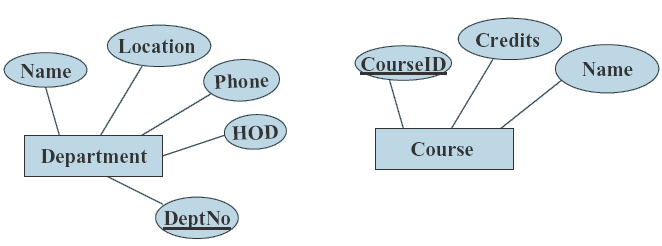 Name
Location
Phone
HOD
Department
DeptNo
CourseID
Credits
Name
Course